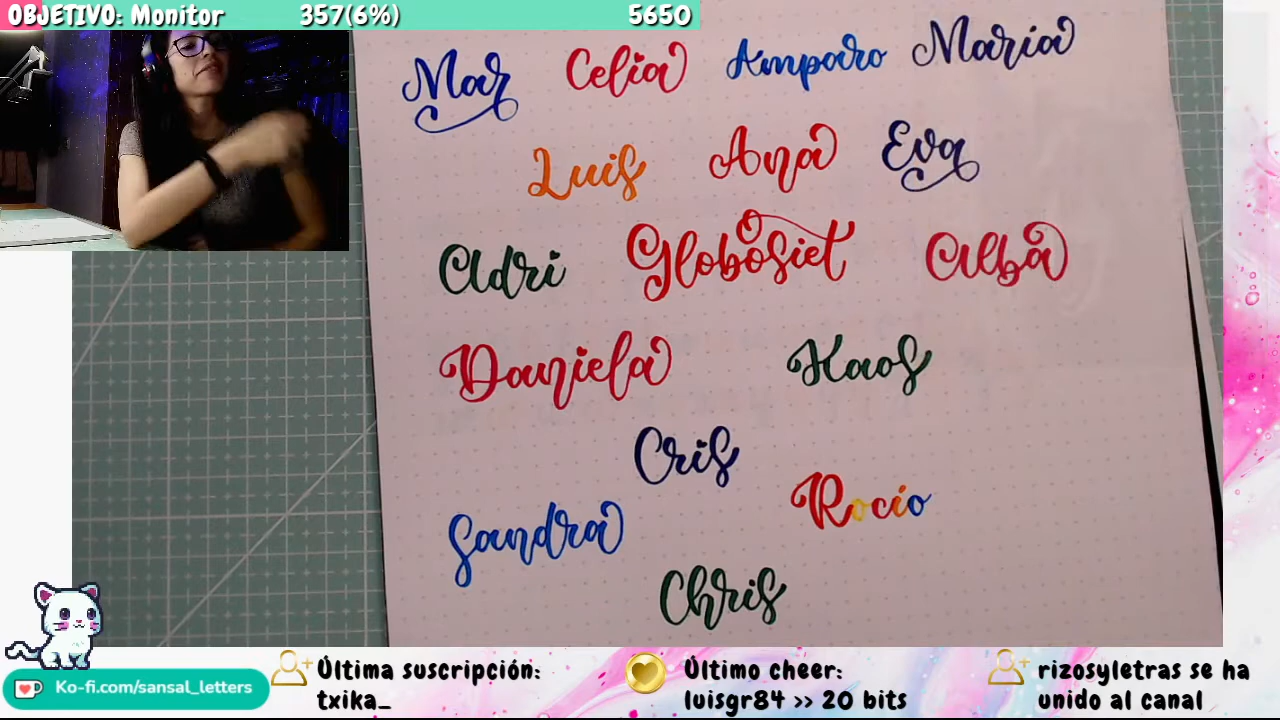 OBJETIVO: Monitor 357(6%) 5650
Mar Celia Amparo Maria
Luis Ana Eva
Adri Globosiet Alba
Daniela Kaos
Cris
Rocío
Sandra
Chris
Ko-fi.com/sansal_letters
Última suscripción:
txika_
Último cheer:
luisgr84 >> 20 bits
rizosyletras se ha
unido al canal